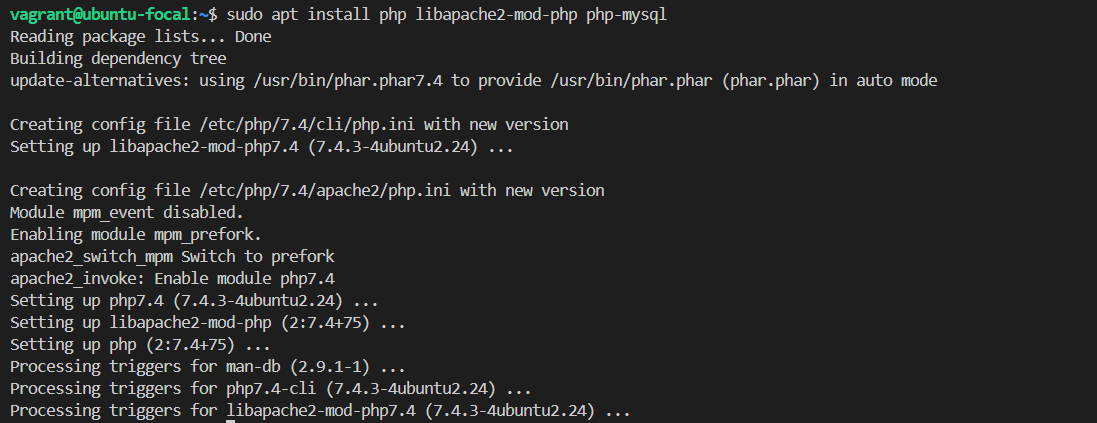 vagrant@ubuntu-focal:~$ sudo apt install php libapache2-mod-php php-mysql
Reading package lists... Done
Building dependency tree
update-alternatives: using /usr/bin/phar.phar7.4 to provide /usr/bin/phar.phar (phar.phar) in auto mode
Creating config file /etc/php/7.4/cli/php.ini with new version
Setting up libapache2-mod-php7.4 (7.4.3-4ubuntu2.24) ...
Creating config file /etc/php/7.4/apache2/php.ini with new version
Module mpm_event disabled.
Enabling module mpm_prefork.
apache2_switch_mpm Switch to prefork
apache2_invoke: Enable module php7.4
Setting up php7.4 (7.4.3-4ubuntu2.24) ...
Setting up libapache2-mod-php (2:7.4+75) ...
Setting up php (2:7.4+75) ...
Processing triggers for man-db (2.9.1-1) ...
Processing triggers for php7.4-cli (7.4.3-4ubuntu2.24) ...
Processing triggers for libapache2-mod-php7.4 (7.4.3-4ubuntu2.24) ...